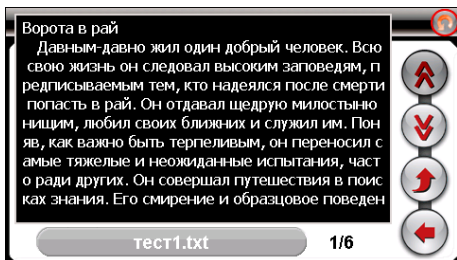 Ворота в рай
Давным-давно жил один добрый человек. Всю
свою жизнь он следовал высоким заповедям, п
редписываемым тем, кто надеялся после смерти
попасть в рай. Он отдавал щедрую милостыню
нищим, любил своих ближних и служил им. Пон
яв, как важно быть терпеливым, он переносил с
амые тяжелые и неожиданные испытания, част
о ради других. Он совершал путешествия в поис
ках знания. Его смирение и образцовое поведен
тест1.txt 1/6